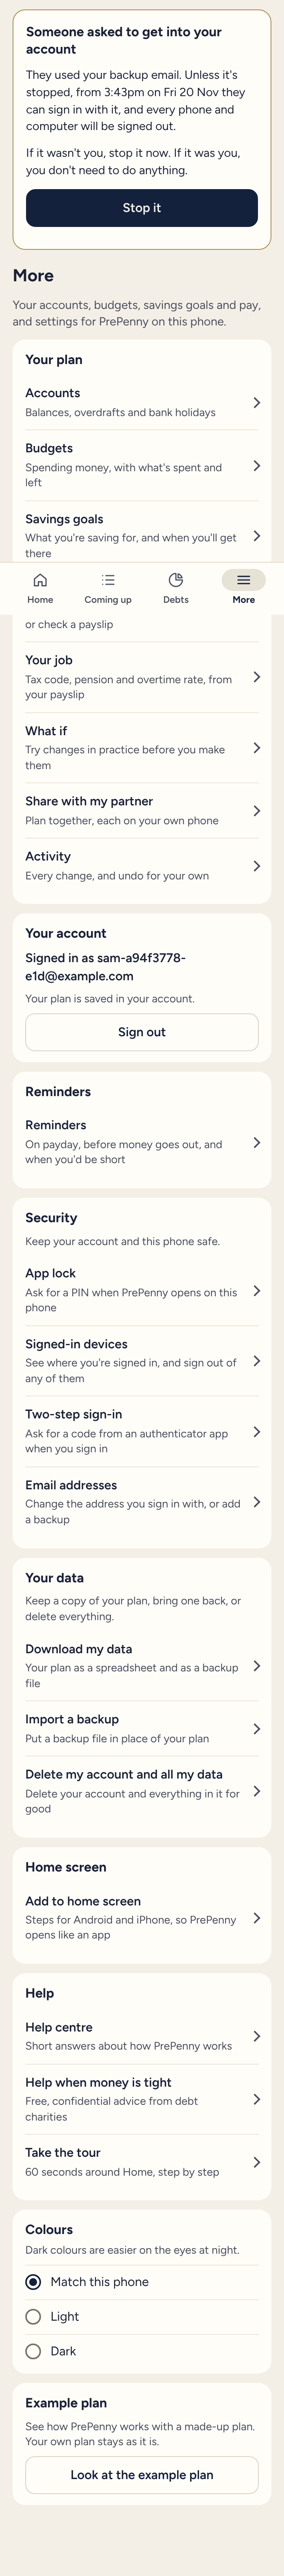 Someone asked to get into your
account
They used your backup email. Unless it's
stopped, from 3:43pm on Fri 20 Nov they
can sign in with it, and every phone and
computer will be signed out.
If it wasn't you, stop it now. If it was you,
you don't need to do anything.
Stop it
More
Your accounts, budgets, savings goals and pay,
and settings for PrePenny on this phone.
Your plan
Accounts
Balances, overdrafts and bank holidays
Budgets
Spending money, with what's spent and
left
Savings goals
What you're saving for, and when you'll get
there
Home
Coming up
Debts
More
or check a payslip
Your job
Tax code, pension and overtime rate, from
your payslip
What if
Try changes in practice before you make
them
Share with my partner
Plan together, each on your own phone
Activity
Every change, and undo for your own
Your account
Signed in as sam-a94f3778-
e1d@example.com
Your plan is saved in your account.
Sign out
Reminders
Reminders
On payday, before money goes out, and
when you'd be short
Security
Keep your account and this phone safe.
App lock
Ask for a PIN when PrePenny opens on this
phone
Signed-in devices
See where you're signed in, and sign out of
any of them
Two-step sign-in
Ask for a code from an authenticator app
when you sign in
Email addresses
Change the address you sign in with, or add
a backup
Your data
Keep a copy of your plan, bring one back, or
delete everything.
Download my data
Your plan as a spreadsheet and as a backup
file
Import a backup
Put a backup file in place of your plan
Delete my account and all my data
Delete your account and everything in it for
good
Home screen
Add to home screen
Steps for Android and iPhone, so PrePenny
opens like an app
Help
Help centre
Short answers about how PrePenny works
Help when money is tight
Free, confidential advice from debt
charities
Take the tour
60 seconds around Home, step by step
Colours
Dark colours are easier on the eyes at night.
Match this phone
Light
Dark
Example plan
See how PrePenny works with a made-up plan.
Your own plan stays as it is.
Look at the example plan